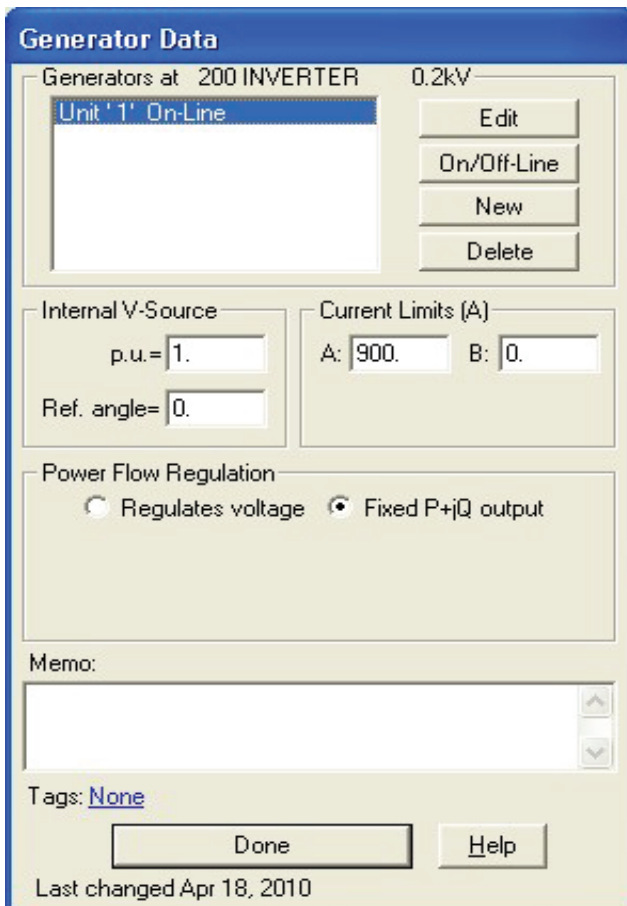 Generator Data
Generators at 200 INVERTER 0.2kV
Unit '1' On-Line
Edit
On/Off-Line
New
Delete
Internal V-Source
p.u.= 1.
Ref. angle= 0.
Current Limits (A)
A: 900. B: 0.
Power Flow Regulation
Regulates voltage Fixed P+jQ output
Memo:
Tags: None
Done Help
Last changed Apr 18, 2010